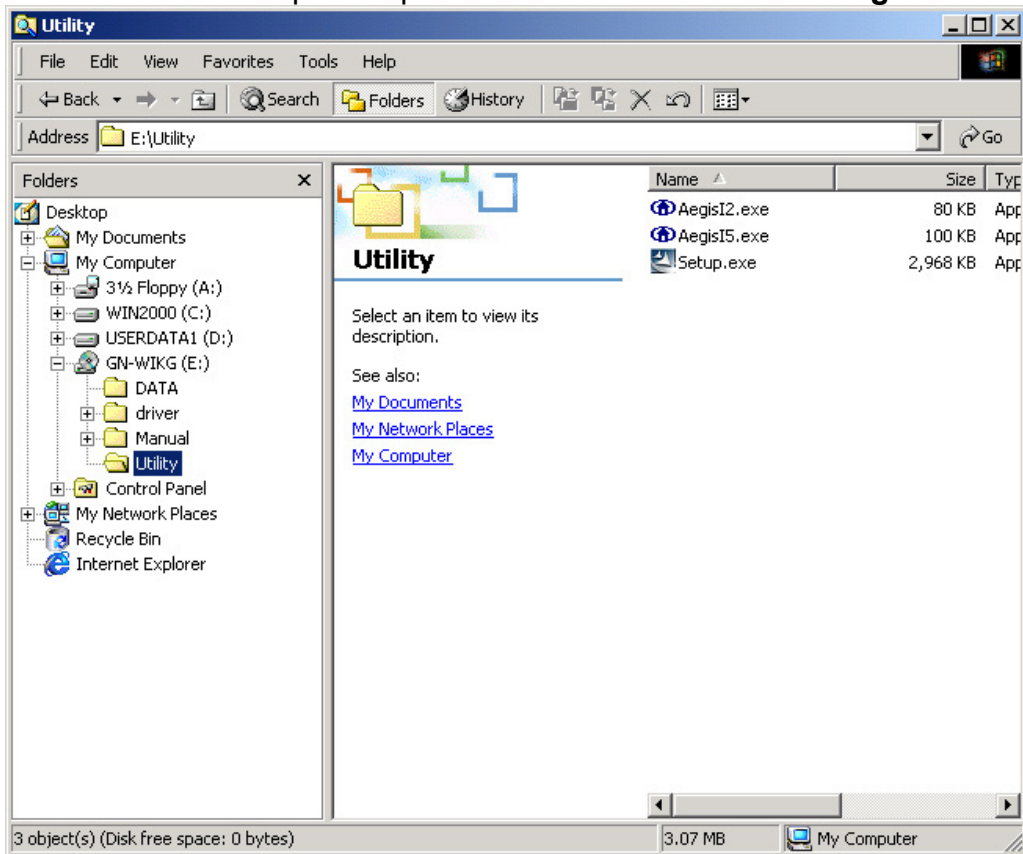 Utility
File Edit View Favorites Tools Help
Back Search Folders History
Address E:\Utility Go
Folders
Desktop
My Documents
My Computer
3½ Floppy (A:)
WIN2000 (C:)
USERDATA1 (D:)
GN-WIKG (E:)
DATA
driver
Manual
Utility
Control Panel
My Network Places
Recycle Bin
Internet Explorer
Utility
Select an item to view its
description.
See also:
My Documents
My Network Places
My Computer
Name Size Typ
AegisI2.exe 80 KB App
AegisI5.exe 100 KB App
Setup.exe 2,968 KB App
3 object(s) (Disk free space: 0 bytes) 3.07 MB My Computer